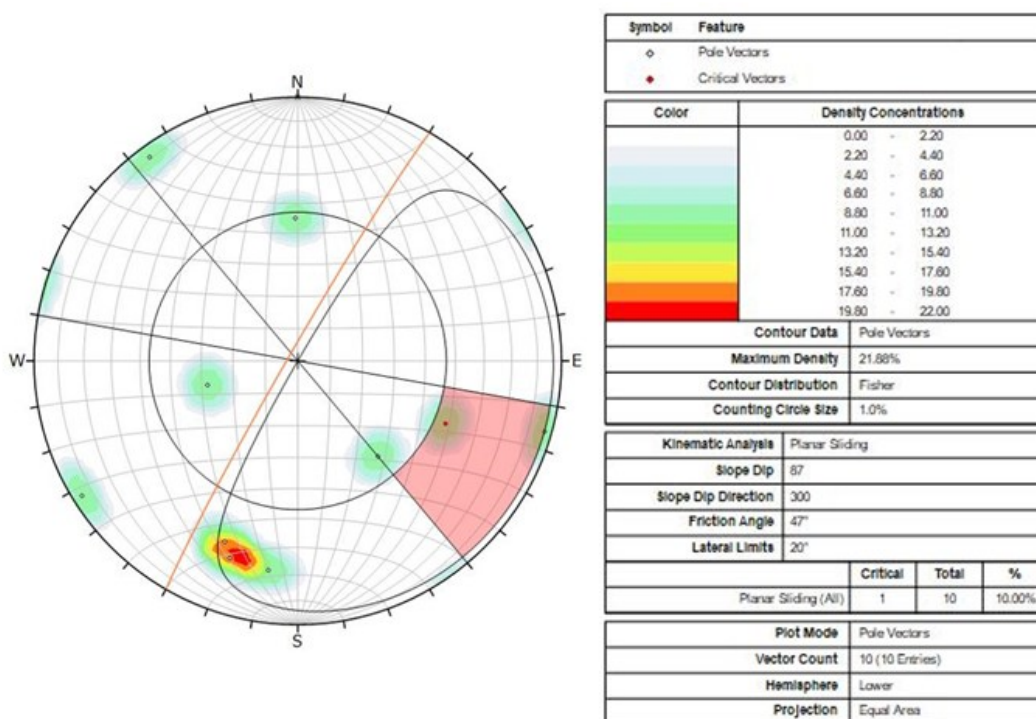 N
W
E
S
Symbol Feature
Pole Vectors
Critical Vectors
Color Density Concentrations
0.00 - 2.20
2.20 - 4.40
4.40 - 6.60
6.60 - 8.80
8.80 - 11.00
11.00 - 13.20
13.20 - 15.40
15.40 - 17.60
17.60 - 19.80
19.80 - 22.00
Contour Data Pole Vectors
Maximum Density 21.88%
Contour Distribution Fisher
Counting Circle Size 1.0%
Kinematic Analysis Planar Sliding
Slope Dip 87
Slope Dip Direction 300
Friction Angle 47°
Lateral Limits 20°
Critical Total %
Planar Sliding (All) 1 10 10.00%
Plot Mode Pole Vectors
Vector Count 10 (10 Entries)
Hemisphere Lower
Projection Equal Area